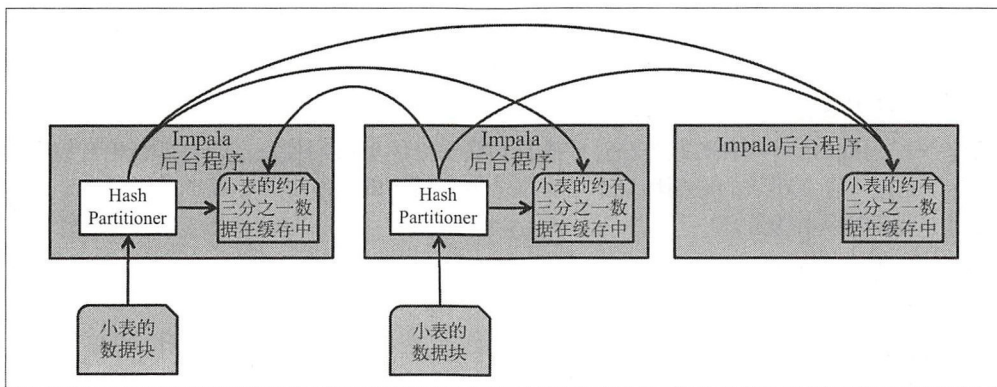 Impala
后台程序
Hash
Partitioner
小表的约有
三分之一数
据在缓存中
小表的
数据块
Impala
后台程序
Hash
Partitioner
小表的约有
三分之一数
据在缓存中
小表的
数据块
Impala后台程序
小表的约有
三分之一数
据在缓存中